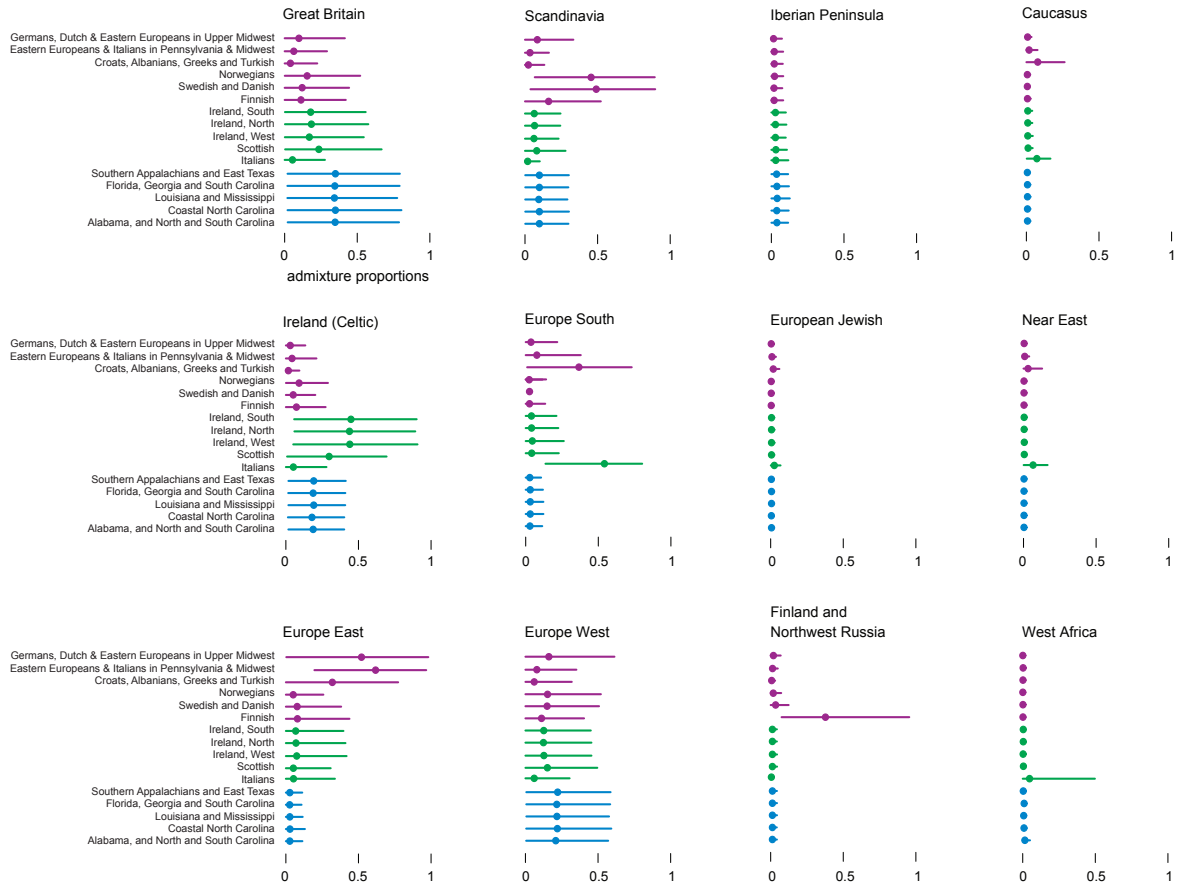 Great Britain
Scandinavia
Iberian Peninsula
Caucasus
Germans, Dutch & Eastern Europeans in Upper Midwest
Eastern Europeans & Italians in Pennsylvania & Midwest
Croats, Albanians, Greeks and Turkish
Norwegians
Swedish and Danish
Finnish
Ireland, South
Ireland, North
Ireland, West
Scottish
Italians
Southern Appalachians and East Texas
Florida, Georgia and South Carolina
Louisiana and Mississippi
Coastal North Carolina
Alabama, and North and South Carolina
0 0.5 1
0 0.5 1
0 0.5 1
0 0.5 1
admixture proportions
Ireland (Celtic)
Europe South
European Jewish
Near East
Germans, Dutch & Eastern Europeans in Upper Midwest
Eastern Europeans & Italians in Pennsylvania & Midwest
Croats, Albanians, Greeks and Turkish
Norwegians
Swedish and Danish
Finnish
Ireland, South
Ireland, North
Ireland, West
Scottish
Italians
Southern Appalachians and East Texas
Florida, Georgia and South Carolina
Louisiana and Mississippi
Coastal North Carolina
Alabama, and North and South Carolina
0 0.5 1
0 0.5 1
0 0.5 1
0 0.5 1
Europe East
Europe West
Finland and
Northwest Russia
West Africa
Germans, Dutch & Eastern Europeans in Upper Midwest
Eastern Europeans & Italians in Pennsylvania & Midwest
Croats, Albanians, Greeks and Turkish
Norwegians
Swedish and Danish
Finnish
Ireland, South
Ireland, North
Ireland, West
Scottish
Italians
Southern Appalachians and East Texas
Florida, Georgia and South Carolina
Louisiana and Mississippi
Coastal North Carolina
Alabama, and North and South Carolina
0 0.5 1
0 0.5 1
0 0.5 1
0 0.5 1